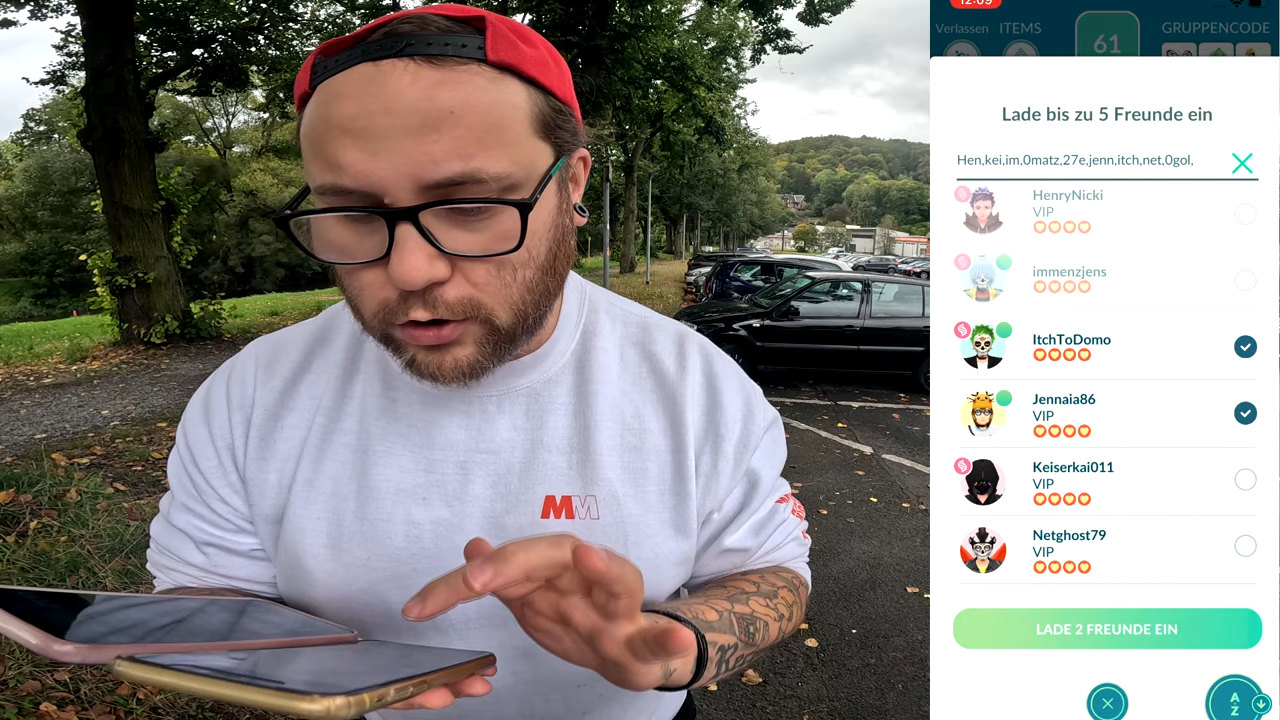 12:09
Verlassen
ITEMS
61
GRUPPENCODE
Lade bis zu 5 Freunde ein
Hen,kei,im,0matz,27e,jenn,itch,net,0gol,
HenryNicki
VIP
immenzjens
ItchToDomo
Jennaia86
VIP
Keiserkai011
VIP
Netghost79
VIP
LADE 2 FREUNDE EIN
A
Z
MM